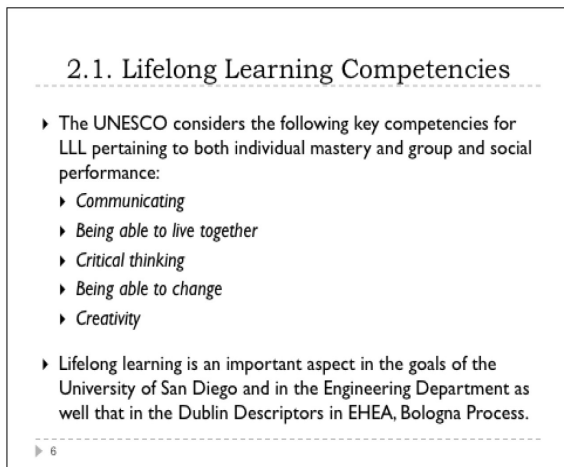 2.1. Lifelong Learning Competencies
The UNESCO considers the following key competencies for
LLL pertaining to both individual mastery and group and social
performance:
Communicating
Being able to live together
Critical thinking
Being able to change
Creativity
Lifelong learning is an important aspect in the goals of the
University of San Diego and in the Engineering Department as
well that in the Dublin Descriptors in EHEA, Bologna Process.
6